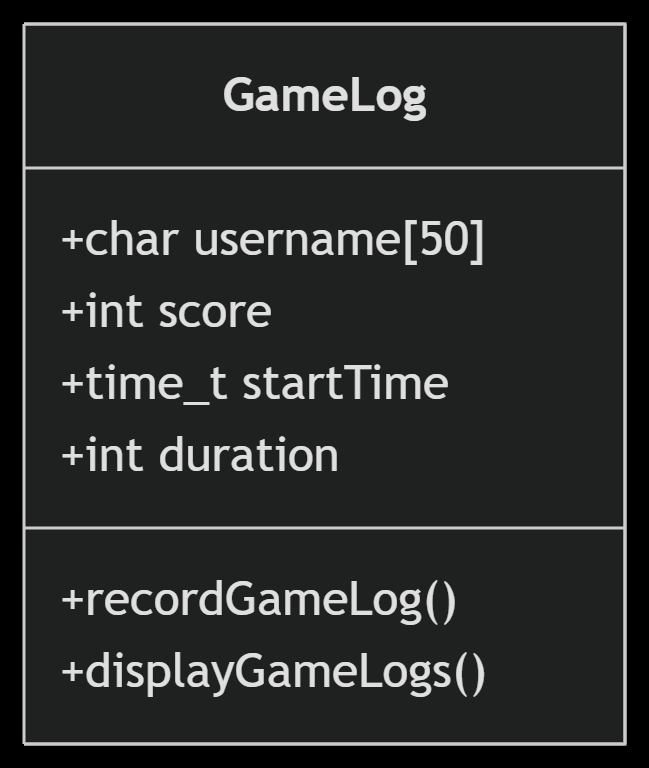 GameLog
+char username[50]
+int score
+time_t startTime
+int duration
+recordGameLog()
+displayGameLogs()